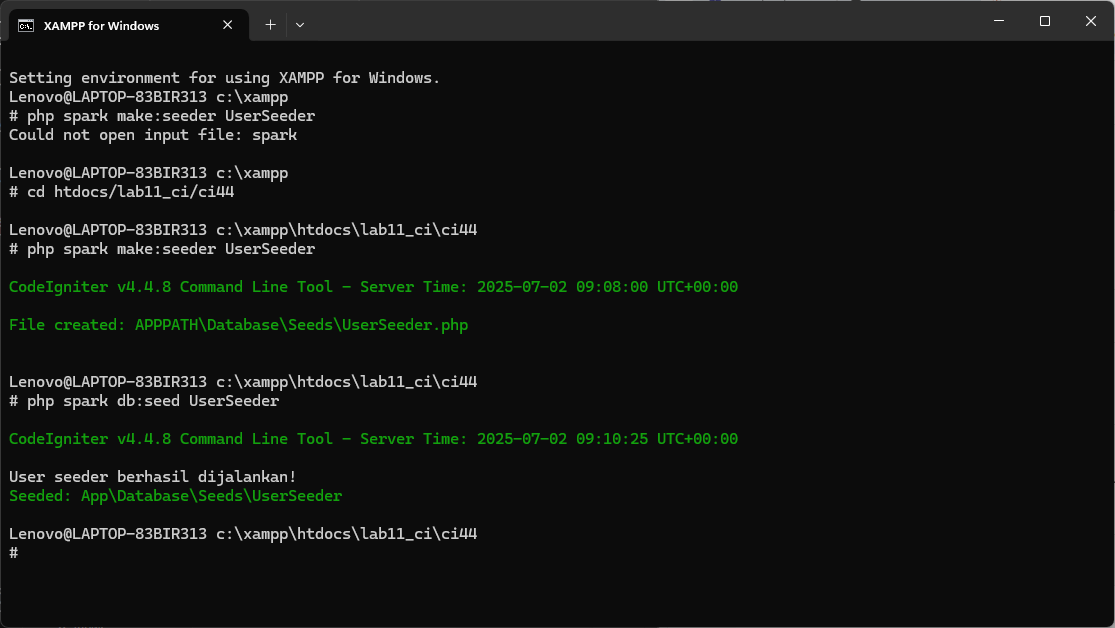 XAMPP for Windows
Setting environment for using XAMPP for Windows.
Lenovo@LAPTOP-83BIR313 c:\xampp
# php spark make:seeder UserSeeder
Could not open input file: spark
Lenovo@LAPTOP-83BIR313 c:\xampp
# cd htdocs/lab11_ci/ci44
Lenovo@LAPTOP-83BIR313 c:\xampp\htdocs\lab11_ci\ci44
# php spark make:seeder UserSeeder
CodeIgniter v4.4.8 Command Line Tool - Server Time: 2025-07-02 09:08:00 UTC+00:00
File created: APPPATH\Database\Seeds\UserSeeder.php
Lenovo@LAPTOP-83BIR313 c:\xampp\htdocs\lab11_ci\ci44
# php spark db:seed UserSeeder
CodeIgniter v4.4.8 Command Line Tool - Server Time: 2025-07-02 09:10:25 UTC+00:00
User seeder berhasil dijalankan!
Seeded: App\Database\Seeds\UserSeeder
Lenovo@LAPTOP-83BIR313 c:\xampp\htdocs\lab11_ci\ci44
#